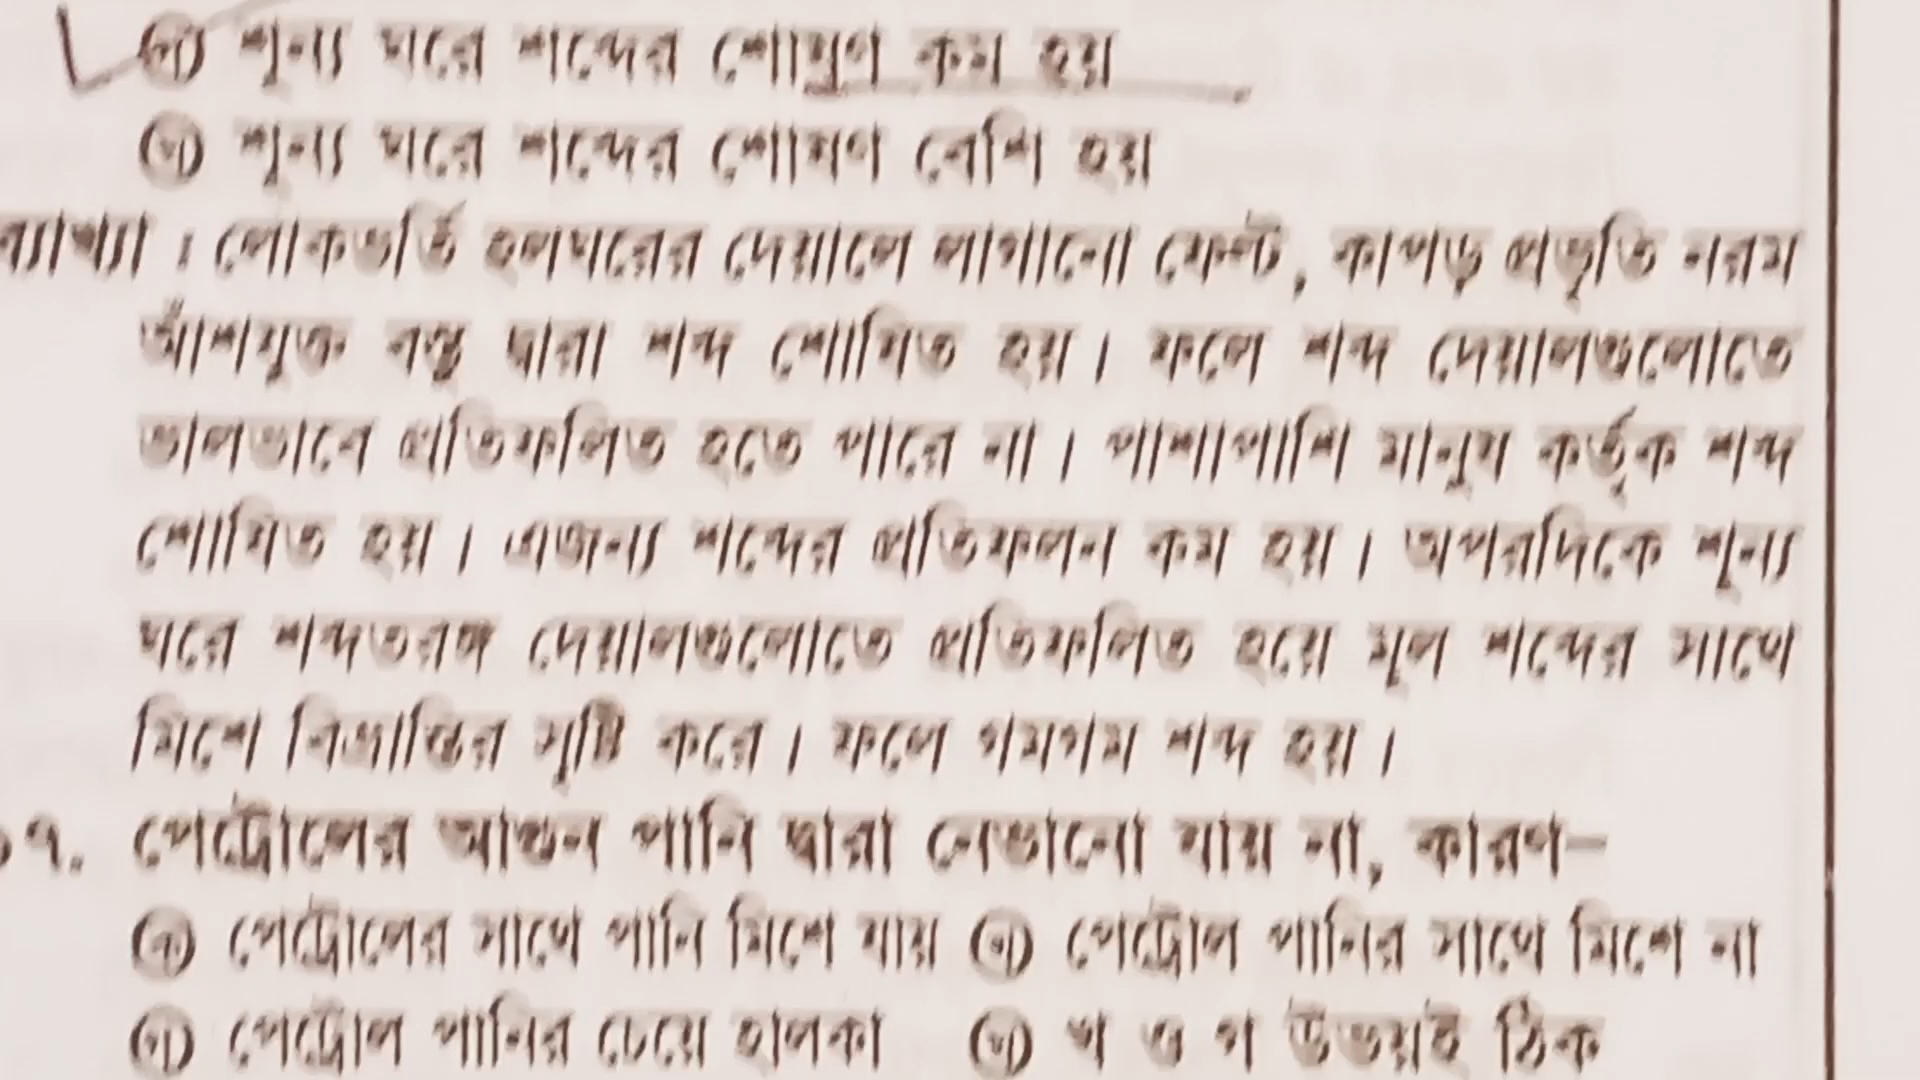 গ শূন্য ঘরে শব্দের শোষণ কম হয়
ঘ শূন্য ঘরে শব্দের শোষণ বেশি হয়
ব্যাখ্যা : লোকভর্তি হলঘরের দেয়ালে লাগানো ফেল্ট, কাপড় প্রভৃতি নরম
আঁশযুক্ত বস্তু দ্বারা শব্দ শোষিত হয়। ফলে শব্দ দেয়ালগুলোতে
ভালভাবে প্রতিফলিত হতে পারে না। পাশাপাশি মানুষ কর্তৃক শব্দ
শোষিত হয়। এজন্য শব্দের প্রতিফলন কম হয়। অপরদিকে শূন্য
ঘরে শব্দতরঙ্গ দেয়ালগুলোতে প্রতিফলিত হয়ে মূল শব্দের সাথে
মিশে বিভ্রান্তির সৃষ্টি করে। ফলে গমগম শব্দ হয়।
৭. পেট্রোলের আগুন পানি দ্বারা নেভানো যায় না, কারণ–
ক পেট্রোলের সাথে পানি মিশে যায় খ পেট্রোল পানির সাথে মিশে না
গ পেট্রোল পানির চেয়ে হালকা ঘ খ ও গ উভয়ই ঠিক